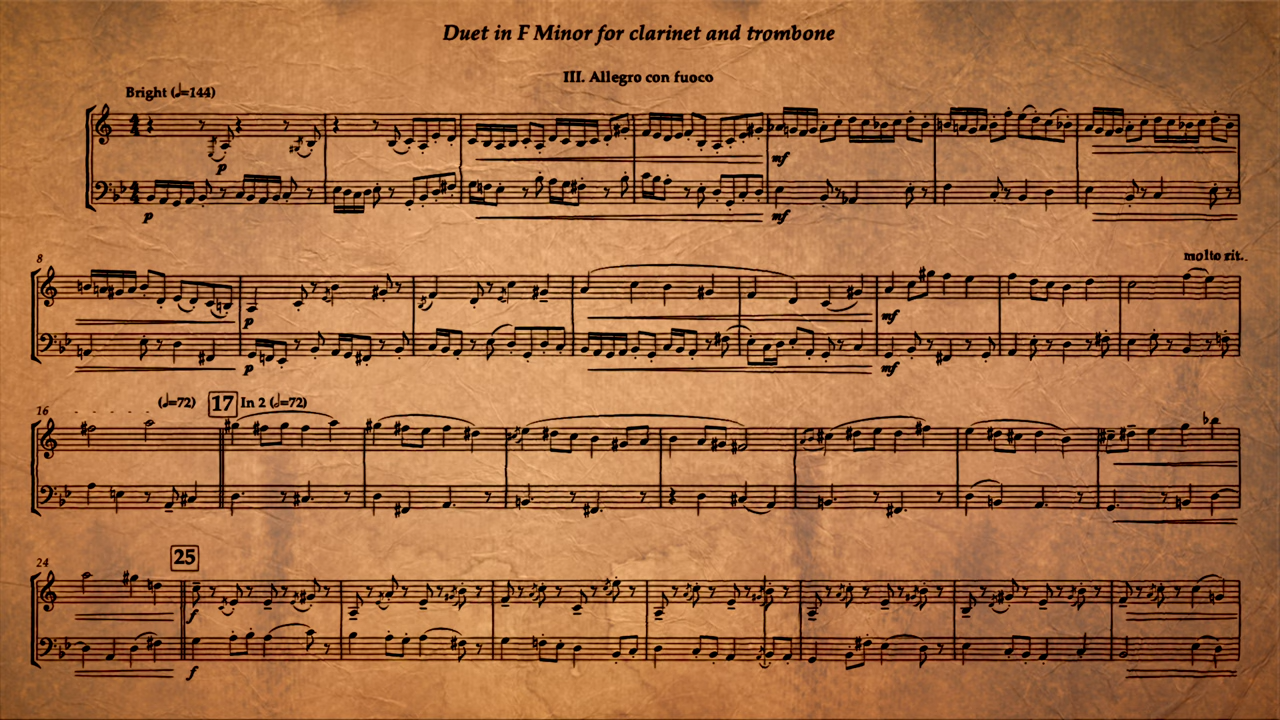 Duet in F Minor for clarinet and trombone
III. Allegro con fuoco
Bright (♩=144)
p
mf
p
mf
8
molto rit.
p
mf
p
mf
16
(𝅗𝅥=72)
17
In 2 (𝅗𝅥=72)
24
25
f
f